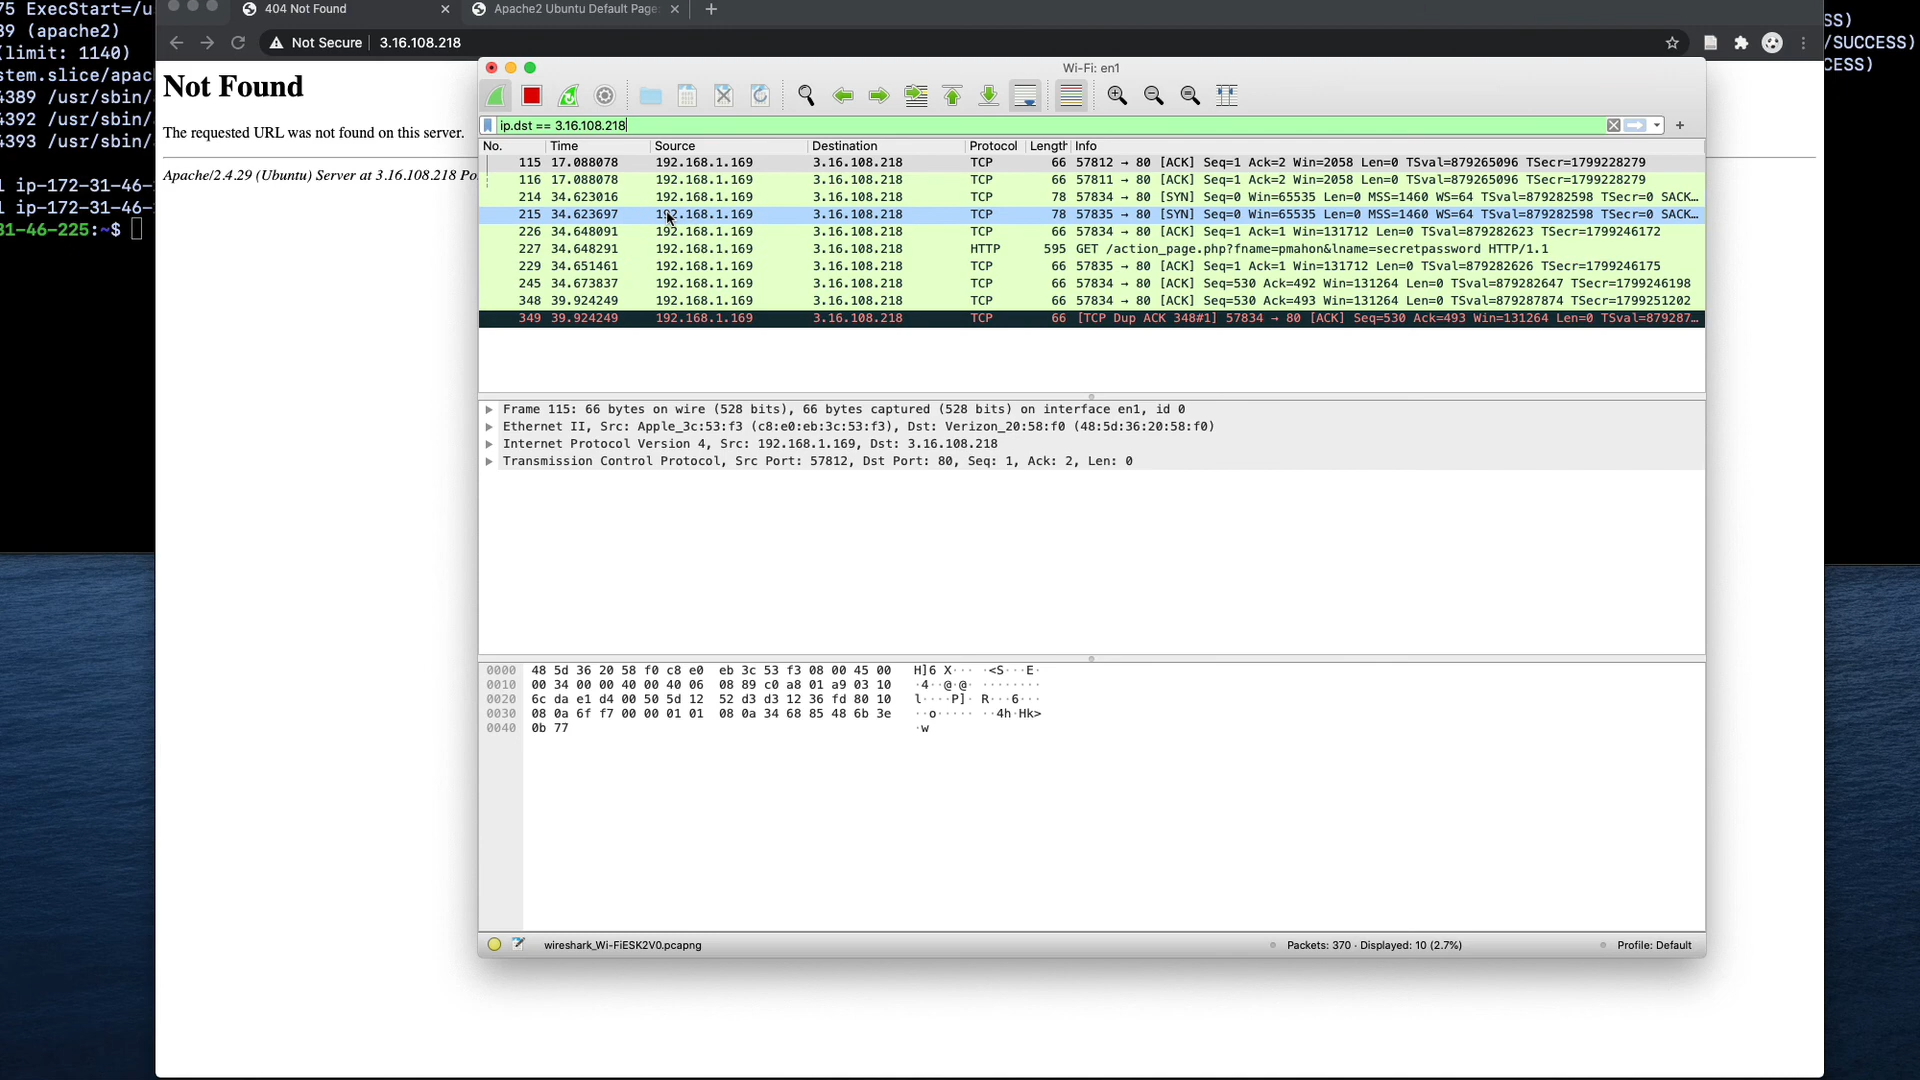 75 ExecStart=/u
39 (apache2)
(limit: 1140)
stem.slice/apac
4389 /usr/sbin/
4392 /usr/sbin/
4393 /usr/sbin/
l ip-172-31-46-
l ip-172-31-46-
31-46-225:~$
SS)
/SUCCESS)
CESS)
404 Not Found
Apache2 Ubuntu Default Page
Not Secure 3.16.108.218
Not Found
The requested URL was not found on this server.
Apache/2.4.29 (Ubuntu) Server at 3.16.108.218 Po
Wi-Fi: en1
ip.dst == 3.16.108.218
No. Time Source Destination Protocol Length Info
115 17.088078 192.168.1.169 3.16.108.218 TCP 66 57812 → 80 [ACK] Seq=1 Ack=2 Win=2058 Len=0 TSval=879265096 TSecr=1799228279
116 17.088078 192.168.1.169 3.16.108.218 TCP 66 57811 → 80 [ACK] Seq=1 Ack=2 Win=2058 Len=0 TSval=879265096 TSecr=1799228279
214 34.623016 192.168.1.169 3.16.108.218 TCP 78 57834 → 80 [SYN] Seq=0 Win=65535 Len=0 MSS=1460 WS=64 TSval=879282598 TSecr=0 SACK…
215 34.623697 192.168.1.169 3.16.108.218 TCP 78 57835 → 80 [SYN] Seq=0 Win=65535 Len=0 MSS=1460 WS=64 TSval=879282598 TSecr=0 SACK…
226 34.648091 192.168.1.169 3.16.108.218 TCP 66 57834 → 80 [ACK] Seq=1 Ack=1 Win=131712 Len=0 TSval=879282623 TSecr=1799246172
227 34.648291 192.168.1.169 3.16.108.218 HTTP 595 GET /action_page.php?fname=pmahon&lname=secretpassword HTTP/1.1
229 34.651461 192.168.1.169 3.16.108.218 TCP 66 57835 → 80 [ACK] Seq=1 Ack=1 Win=131712 Len=0 TSval=879282626 TSecr=1799246175
245 34.673837 192.168.1.169 3.16.108.218 TCP 66 57834 → 80 [ACK] Seq=530 Ack=492 Win=131264 Len=0 TSval=879282647 TSecr=1799246198
348 39.924249 192.168.1.169 3.16.108.218 TCP 66 57834 → 80 [ACK] Seq=530 Ack=493 Win=131264 Len=0 TSval=879287874 TSecr=1799251202
349 39.924249 192.168.1.169 3.16.108.218 TCP 66 [TCP Dup ACK 348#1] 57834 → 80 [ACK] Seq=530 Ack=493 Win=131264 Len=0 TSval=879287…
Frame 115: 66 bytes on wire (528 bits), 66 bytes captured (528 bits) on interface en1, id 0
Ethernet II, Src: Apple_3c:53:f3 (c8:e0:eb:3c:53:f3), Dst: Verizon_20:58:f0 (48:5d:36:20:58:f0)
Internet Protocol Version 4, Src: 192.168.1.169, Dst: 3.16.108.218
Transmission Control Protocol, Src Port: 57812, Dst Port: 80, Seq: 1, Ack: 2, Len: 0
0000 48 5d 36 20 58 f0 c8 e0 eb 3c 53 f3 08 00 45 00 H]6 X··· ·<S···E·
0010 00 34 00 00 40 00 40 06 08 89 c0 a8 01 a9 03 10 ·4··@·@· ········
0020 6c da e1 d4 00 50 5d 12 52 d3 d3 12 36 fd 80 10 l····P]· R···6···
0030 08 0a 6f f7 00 00 01 01 08 0a 34 68 85 48 6b 3e ··o····· ··4h·Hk>
0040 0b 77 ·w
wireshark_Wi-FiESK2V0.pcapng
Packets: 370 · Displayed: 10 (2.7%)
Profile: Default